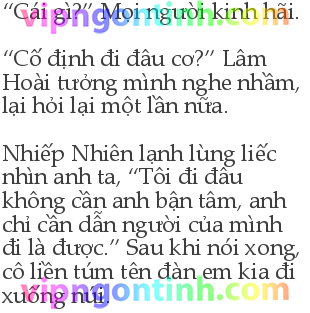 “Cái gì?” Mọi người kinh hãi.
“Cố định đi đâu cơ?” Lâm
Hoài tưởng mình nghe nhầm,
lại hỏi lại một lần nữa.
Nhiếp Nhiên lạnh lùng liếc
nhìn anh ta, “Tôi đi đâu
không cần anh bận tâm, anh
chỉ cần dẫn người của mình
đi là được.” Sau khi nói xong,
cô liền túm tên đàn em kia đi
xuống núi.
vipngontinh.com
vipngontinh.com